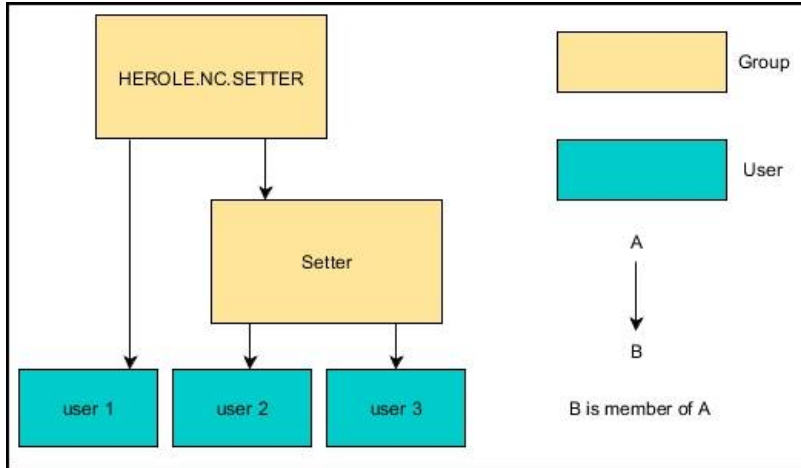 HEROLE.NC.SETTER
Group
User
Setter
A
B
user 1
user 2
user 3
B is member of A